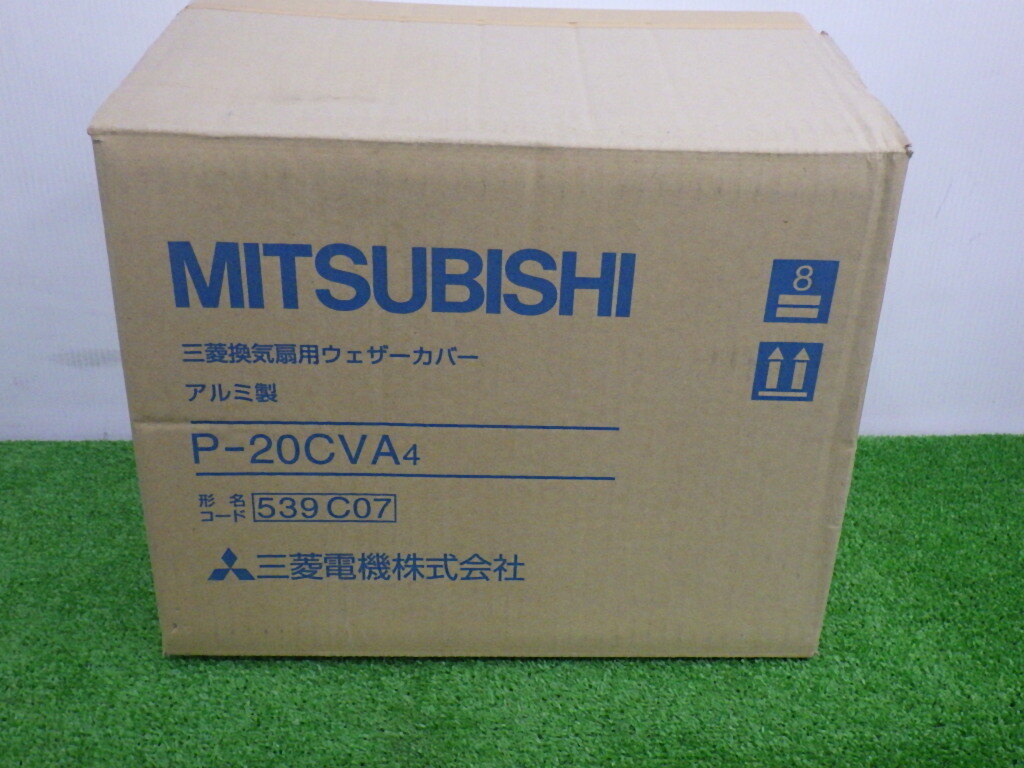 MITSUBISHI
8
三菱換気扇用ウェザーカバー
アルミ製
P-20CVA4
形名コード 539 C07
三菱電機株式会社